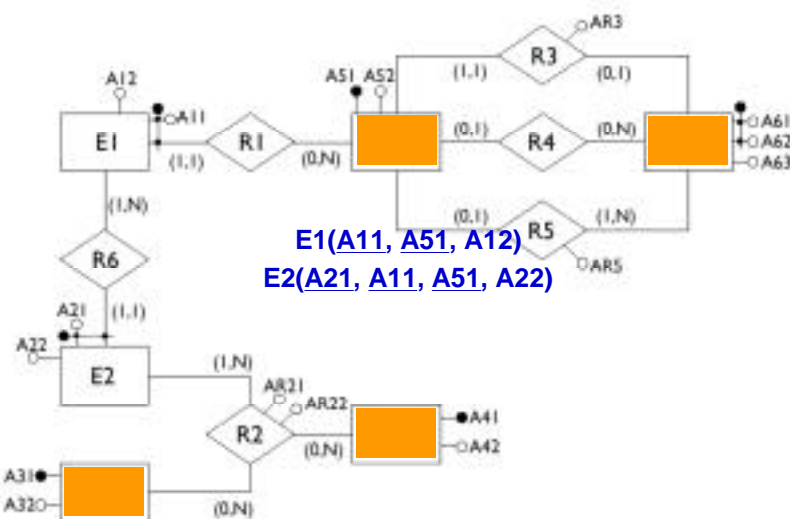 AR3
R3
A12
A51 A52
(1,1)
(0,1)
A11
A61
E1
R1
(0,1)
R4
(0,N)
A62
(1,1)
(0,N)
A63
(1,N)
(0,1)
(1,N)
R5
E1(A11, A51, A12)
R6
AR5
E2(A21, A11, A51, A22)
A21
(1,1)
A22
(1,N)
E2
AR21
AR22
A41
R2
(0,N)
A42
A31
A32
(0,N)